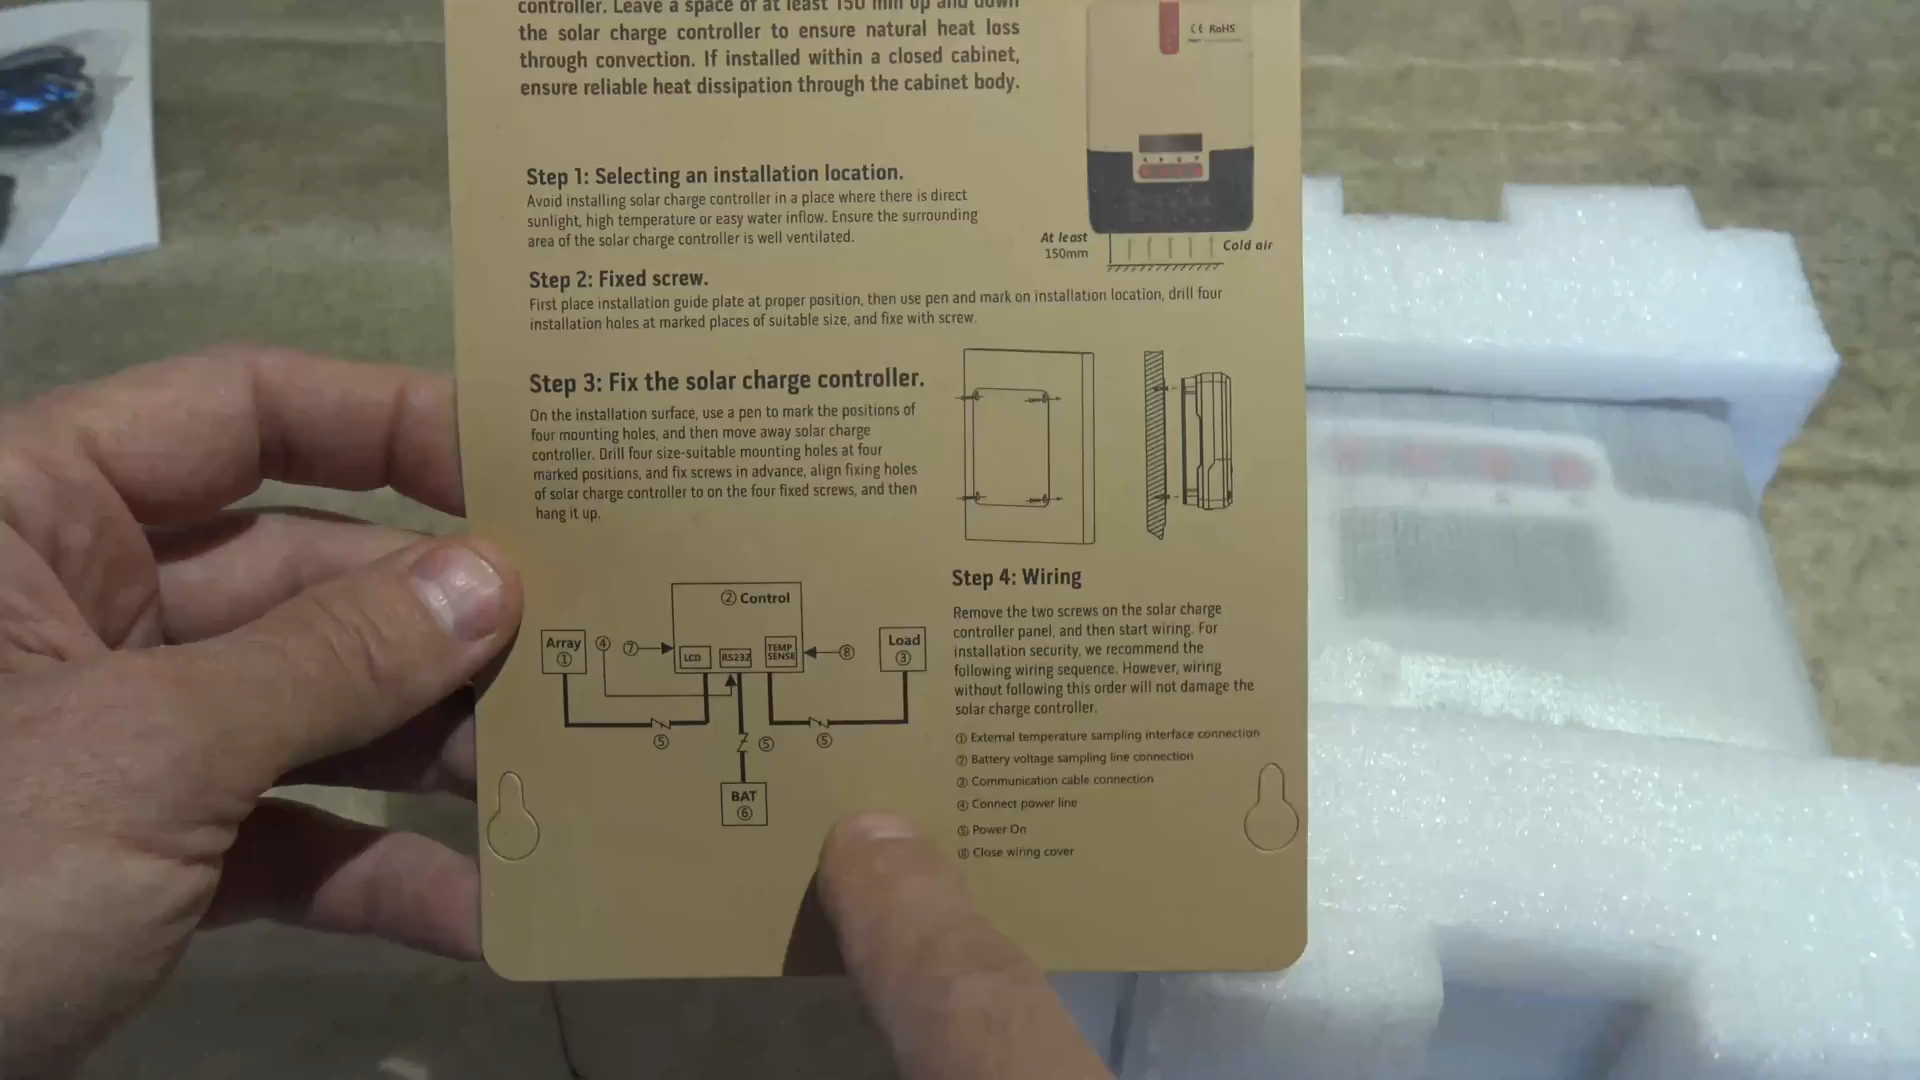 controller. Leave a space of at least 150 mm up and down
the solar charge controller to ensure natural heat loss
through convection. If installed within a closed cabinet,
ensure reliable heat dissipation through the cabinet body.
CE RoHS
At least
150mm
Cold air
Step 1: Selecting an installation location.
Avoid installing solar charge controller in a place where there is direct
sunlight, high temperature or easy water inflow. Ensure the surrounding
area of the solar charge controller is well ventilated.
Step 2: Fixed screw.
First place installation guide plate at proper position, then use pen and mark on installation location, drill four
installation holes at marked places of suitable size, and fixe with screw.
Step 3: Fix the solar charge controller.
On the installation surface, use a pen to mark the positions of
four mounting holes, and then move away solar charge
controller. Drill four size-suitable mounting holes at four
marked positions, and fix screws in advance, align fixing holes
of solar charge controller to on the four fixed screws, and then
hang it up.
② Control
Array
①
④
⑦
LCD
RS232
TEMP
SENSE
⑧
Load
③
⑤
⑤
⑤
BAT
⑥
Step 4: Wiring
Remove the two screws on the solar charge
controller panel, and then start wiring. For
installation security, we recommend the
following wiring sequence. However, wiring
without following this order will not damage the
solar charge controller.
① External temperature sampling interface connection
② Battery voltage sampling line connection
③ Communication cable connection
④ Connect power line
⑤ Power On
⑥ Close wiring cover